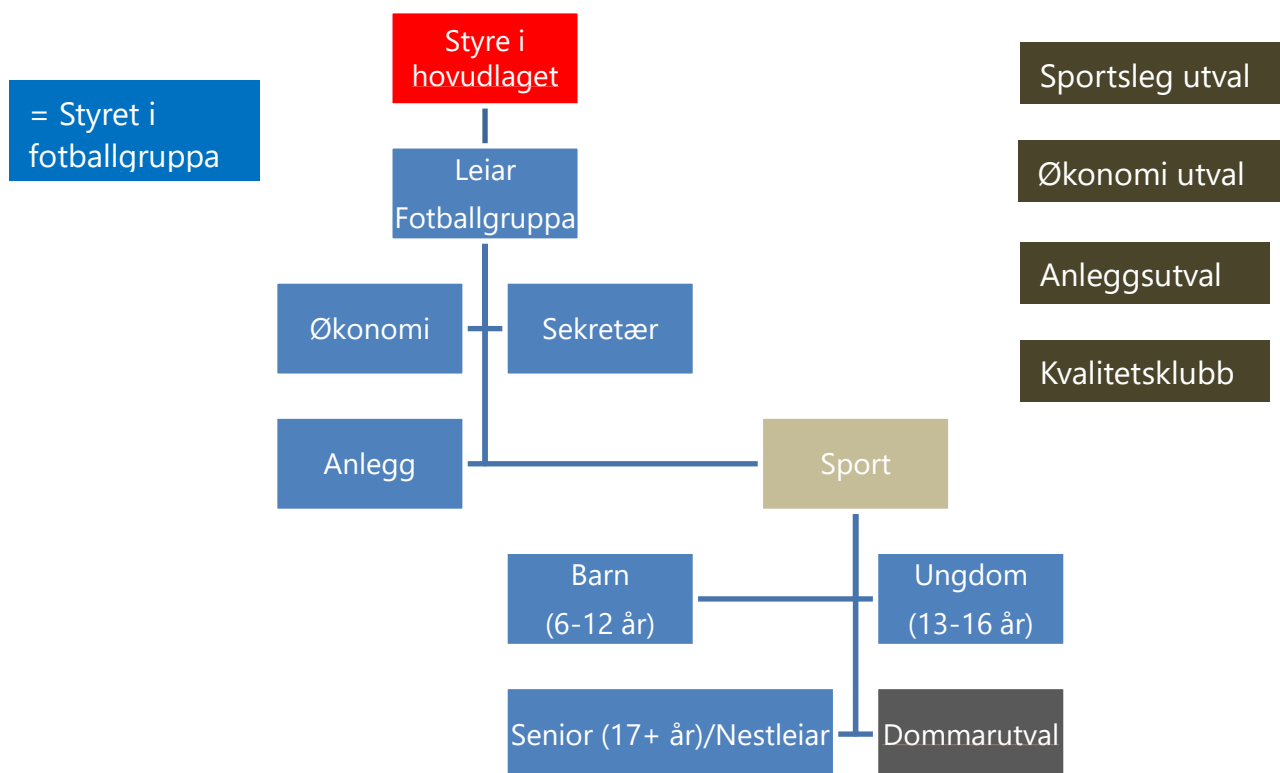 Styre i
hovudlaget
= Styret i
fotballgruppa
Leiar
Fotballgruppa
Økonomi
Sekretær
Anlegg
Sport
Barn
(6-12 år)
Ungdom
(13-16 år)
Senior (17+ år)/Nestleiar
Dommarutval
Sportsleg utval
Økonomi utval
Anleggsutval
Kvalitetsklubb